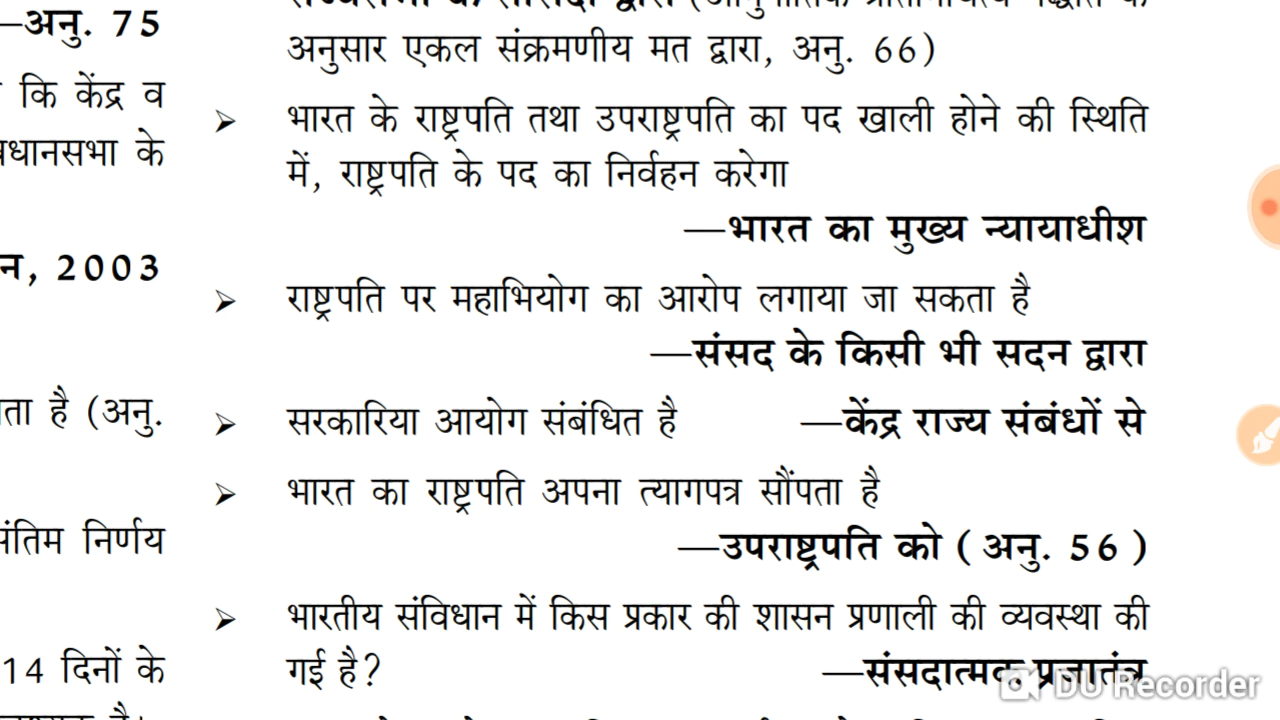 —अनु. 75
कि केंद्र व
के
2003
है (अनु.
निर्णय
14 दिनों के
अनुसार एकल संक्रमणीय मत द्वारा, अनु. 66)
➢ भारत के राष्ट्रपति तथा उपराष्ट्रपति का पद खाली होने की स्थिति
में, राष्ट्रपति के पद का निर्वहन करेगा
—भारत का मुख्य न्यायाधीश
➢ राष्ट्रपति पर महाभियोग का आरोप लगाया जा सकता है
—संसद के किसी भी सदन द्वारा
➢ सरकारिया आयोग संबंधित है —केंद्र राज्य संबंधों से
➢ भारत का राष्ट्रपति अपना त्यागपत्र सौंपता है
—उपराष्ट्रपति को ( अनु. 56 )
➢ भारतीय संविधान में किस प्रकार की शासन प्रणाली की व्यवस्था की
गई है? —संसदात्मक प्रजातंत्र
DU Recorder